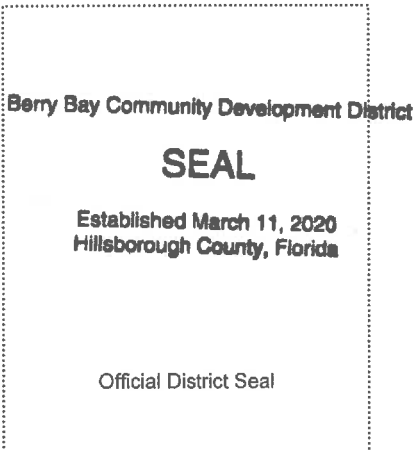 Berry Bay Community Development District
SEAL
Established March 11, 2020
Hillsborough County, Florida
Official District Seal